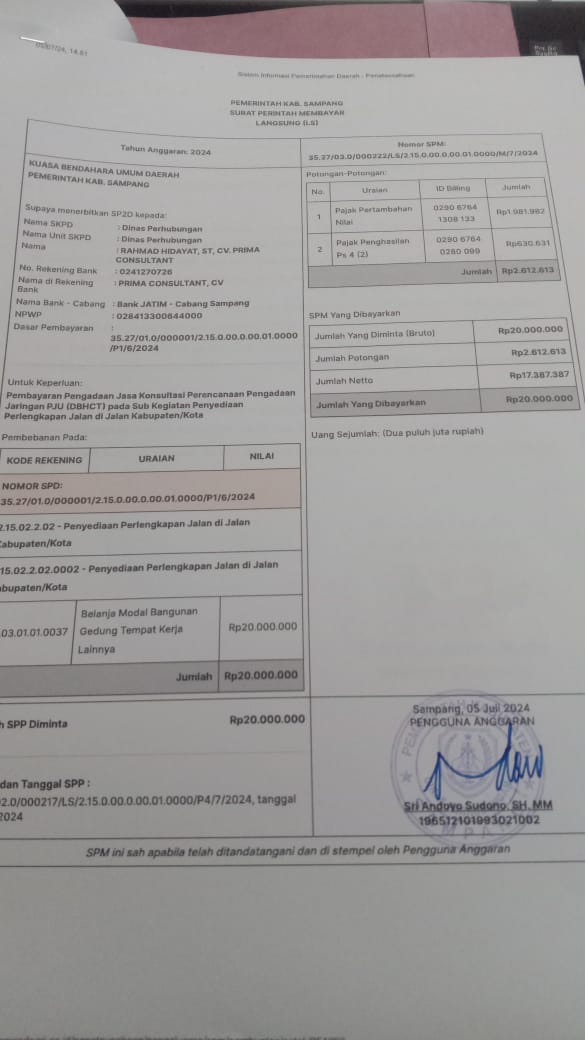 05/07/24, 14.51
Sistem Informasi Pemerintahan Daerah - Penatausahaan
PEMERINTAH KAB. SAMPANG
SURAT PERINTAH MEMBAYAR
LANGSUNG (LS)
Tahun Anggaran: 2024
Nomor SPM:
35.27/03.0/000222/LS/2.15.0.00.0.00.01.0000/M/7/2024
KUASA BENDAHARA UMUM DAERAH
PEMERINTAH KAB. SAMPANG
Supaya menerbitkan SP2D kepada:
Nama SKPD : Dinas Perhubungan
Nama Unit SKPD : Dinas Perhubungan
Nama : RAHMAD HIDAYAT, ST, CV. PRIMA
CONSULTANT
No. Rekening Bank : 0241270726
Nama di Rekening : PRIMA CONSULTANT, CV
Bank
Nama Bank - Cabang : Bank JATIM - Cabang Sampang
NPWP : 028413300644000
Dasar Pembayaran :
35.27/01.0/000001/2.15.0.00.0.00.01.0000
/P1/6/2024
Untuk Keperluan:
Pembayaran Pengadaan Jasa Konsultasi Perencanaan Pengadaan
Jaringan PJU (DBHCT) pada Sub Kegiatan Penyediaan
Perlengkapan Jalan di Jalan Kabupaten/Kota
Pembebanan Pada:
KODE REKENING URAIAN NILAI
NOMOR SPD:
35.27/01.0/000001/2.15.0.00.0.00.01.0000/P1/6/2024
2.15.02.2.02 - Penyediaan Perlengkapan Jalan di Jalan
Kabupaten/Kota
15.02.2.02.0002 - Penyediaan Perlengkapan Jalan di Jalan
abupaten/Kota
.03.01.01.0037 Belanja Modal Bangunan
Gedung Tempat Kerja Rp20.000.000
Lainnya
Jumlah Rp20.000.000
h SPP Diminta Rp20.000.000
dan Tanggal SPP :
02.0/000217/LS/2.15.0.00.0.00.01.0000/P4/7/2024, tanggal
2024
Potongan-Potongan:
No. Uraian ID Billing Jumlah
1 Pajak Pertambahan Nilai 0290 6764 1308 133 Rp1.981.982
2 Pajak Penghasilan Ps 4 (2) 0290 6764 0280 099 Rp630.631
Jumlah Rp2.612.613
SPM Yang Dibayarkan
Jumlah Yang Diminta (Bruto) Rp20.000.000
Jumlah Potongan Rp2.612.613
Jumlah Netto Rp17.387.387
Jumlah Yang Dibayarkan Rp20.000.000
Uang Sejumlah: (Dua puluh juta rupiah)
Sampang, 05 Juli 2024
PENGGUNA ANGGARAN
Sri Andoyo Sudono, SH, MM
196512101993021002
SPM ini sah apabila telah ditandatangani dan di stempel oleh Pengguna Anggaran